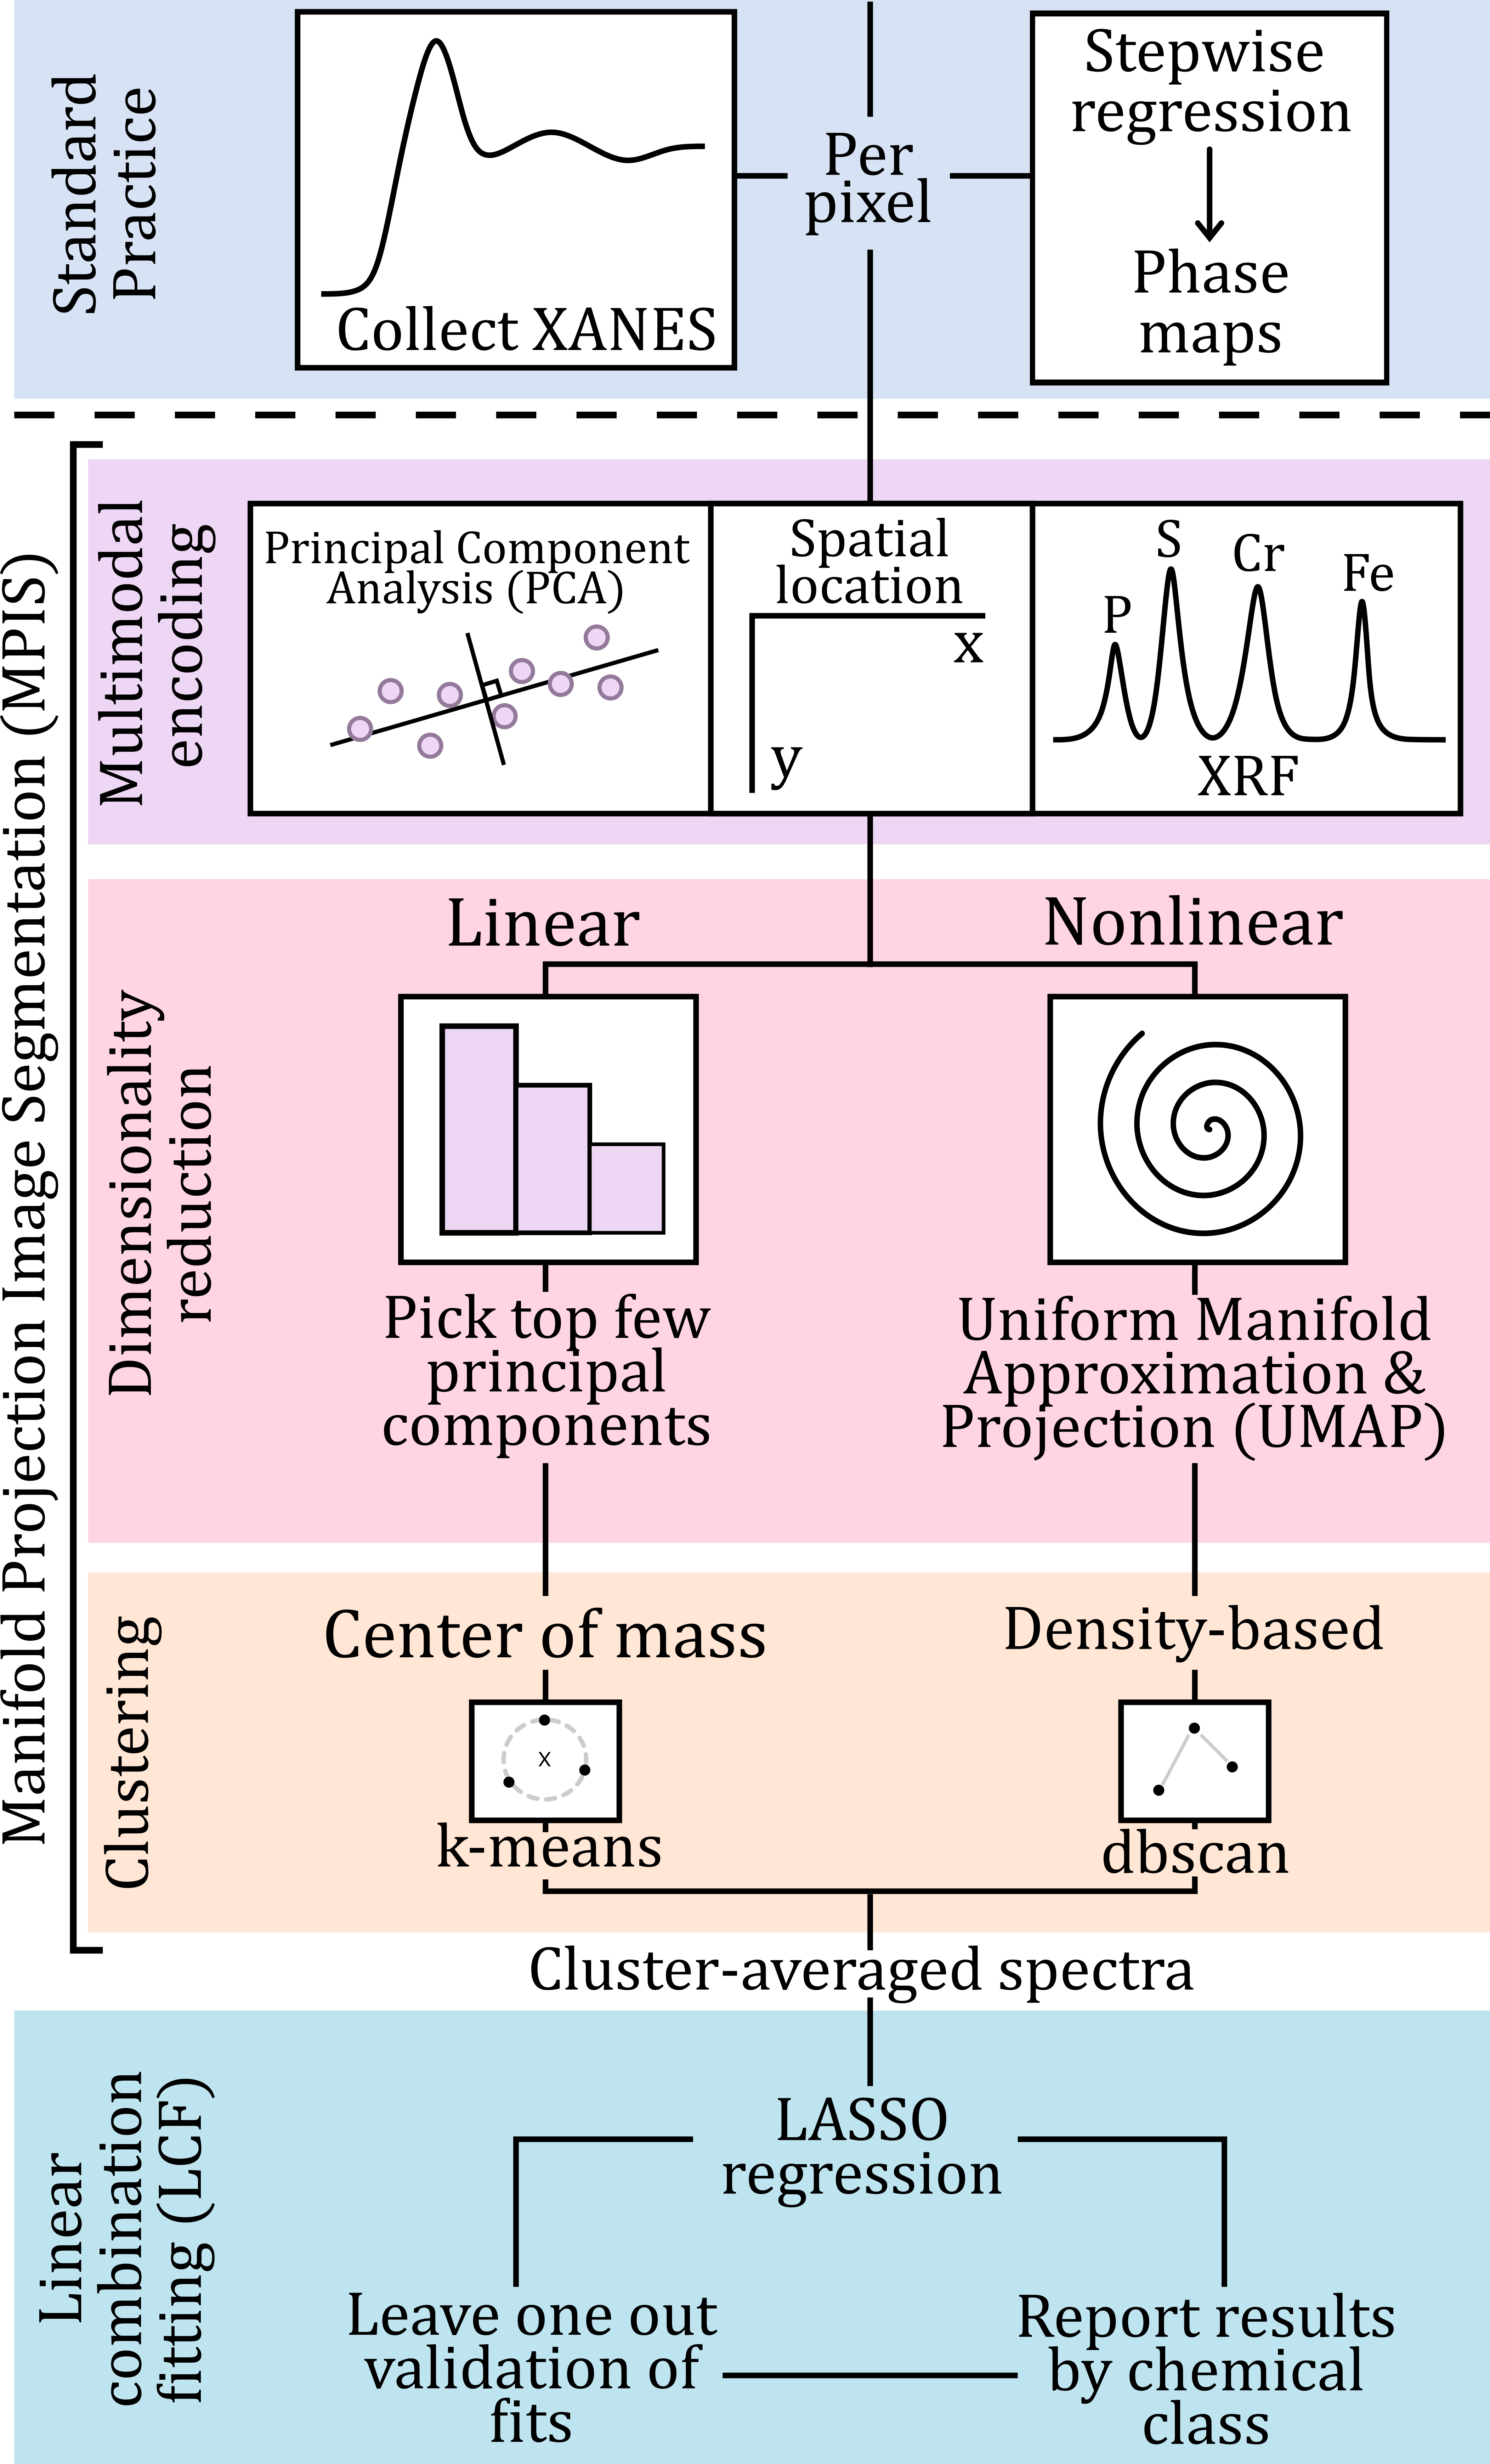 Standard
Practice
Collect XANES
Per
pixel
Stepwise
regression
Phase
maps
Manifold Projection Image Segmentation (MPIS)
Multimodal
encoding
Principal Component
Analysis (PCA)
Spatial
location
x
y
P
S
Cr
Fe
XRF
Dimensionality
reduction
Linear
Nonlinear
Pick top few
principal
components
Uniform Manifold
Approximation &
Projection (UMAP)
Clustering
Center of mass
Density-based
x
k-means
dbscan
Cluster-averaged spectra
Linear
combination
fitting (LCF)
LASSO
regression
Leave one out
validation of
fits
Report results
by chemical
class